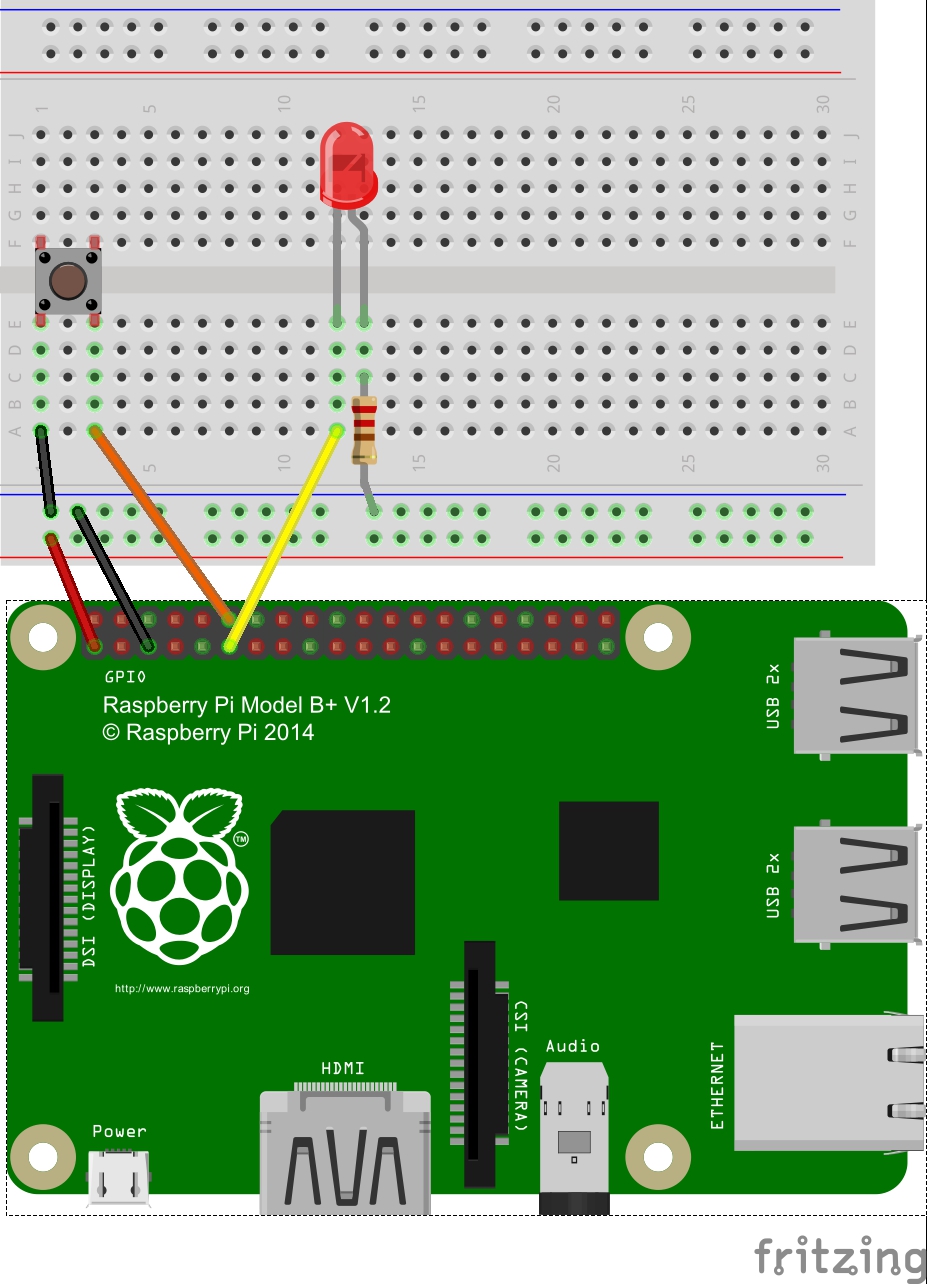 1 5 10 15 20 25 30
J J
I I
H H
G G
F F
E E
D D
C C
B B
A A
1 5 10 15 20 25 30
GPIO
Raspberry Pi Model B+ V1.2
© Raspberry Pi 2014
USB 2x
TM
DSI (DISPLAY)
USB 2x
http://www.raspberrypi.org
CSI (CAMERA)
Audio
ETHERNET
HDMI
Power
fritzing